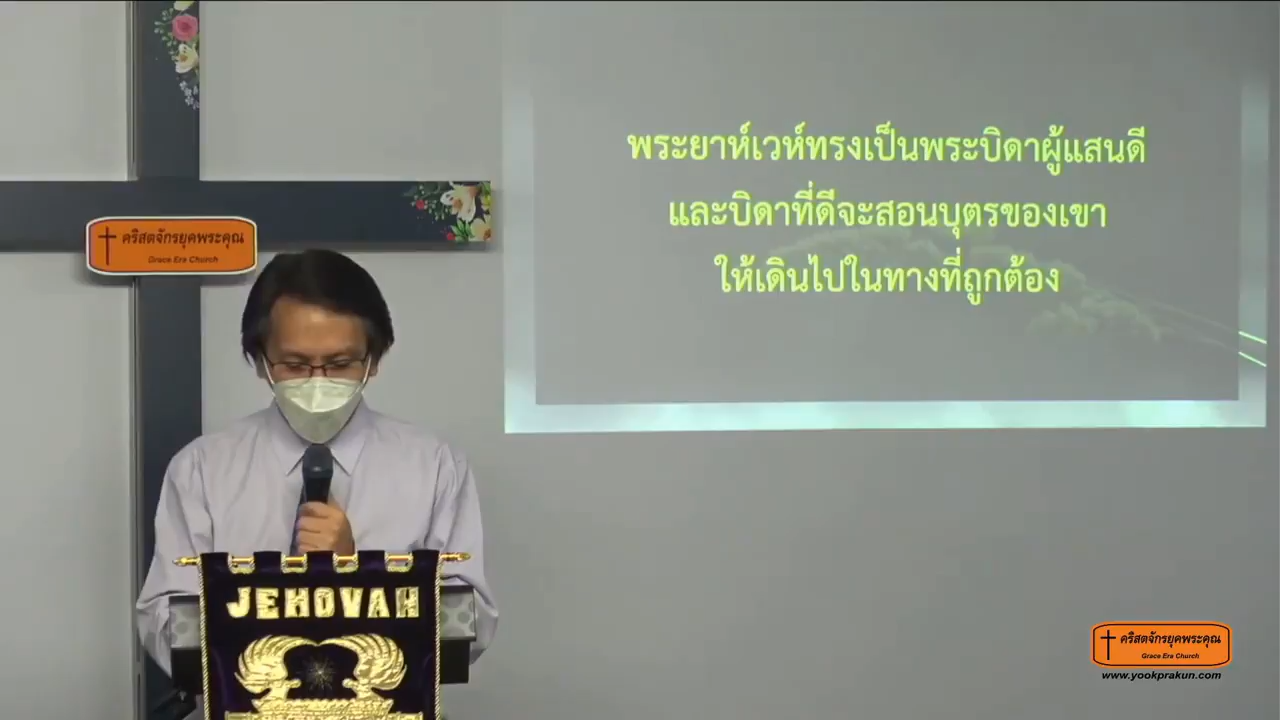 พระยาห์เวห์ทรงเป็นพระบิดาผู้แสนดี
และบิดาที่ดีจะสอนบุตรของเขา
ให้เดินไปในทางที่ถูกต้อง
คริสตจักรยุคพระคุณ
Grace Era Church
JEHOVAH
คริสตจักรยุคพระคุณ
Grace Era Church
www.yookprakun.com